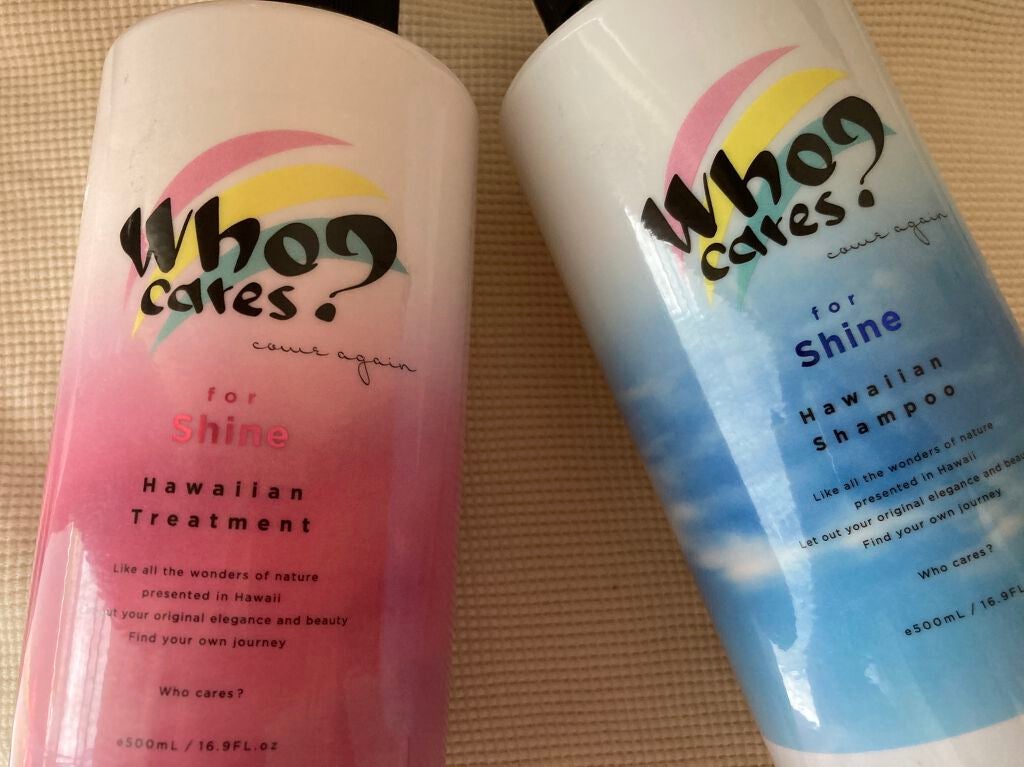 Who
cares?
come again
for
Shine
Hawaiian
Treatment
Like all the wonders of nature
presented in Hawaii
your original elegance and beauty
Find your own journey
Who cares?
e500mL / 16.9FL.oz
Who
cares?
come again
for
Shine
Hawaiian
Shampoo
Like all the wonders of nature
presented in Hawaii
Let out your original elegance and
Find your own journey
Who cares?
e500mL / 16.9FL